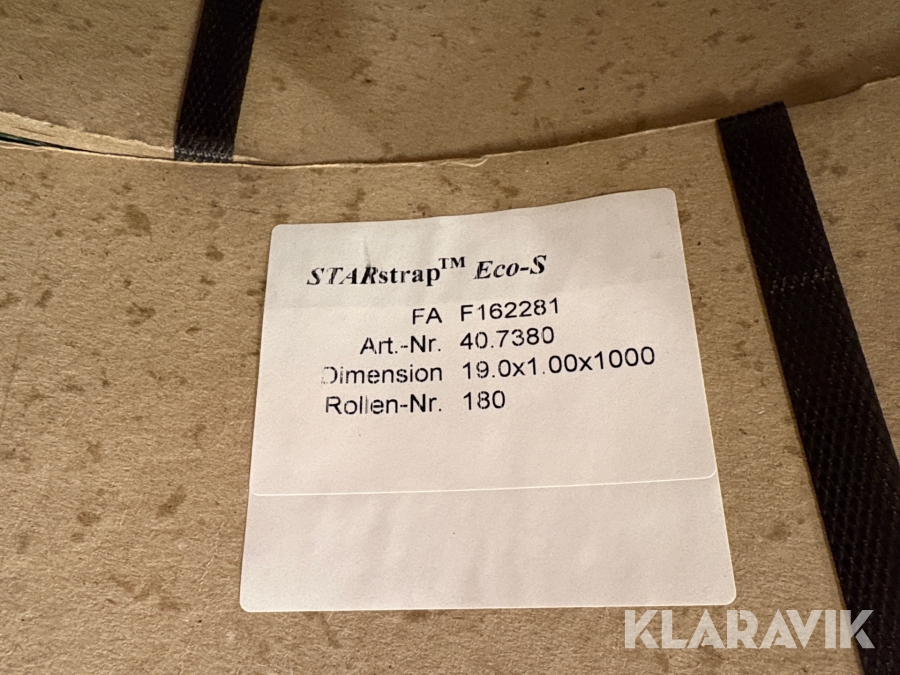 STARstrap™ Eco-S
FA F162281
Art.-Nr. 40.7380
Dimension 19.0x1.00x1000
Rollen-Nr. 180
KLARAVIK